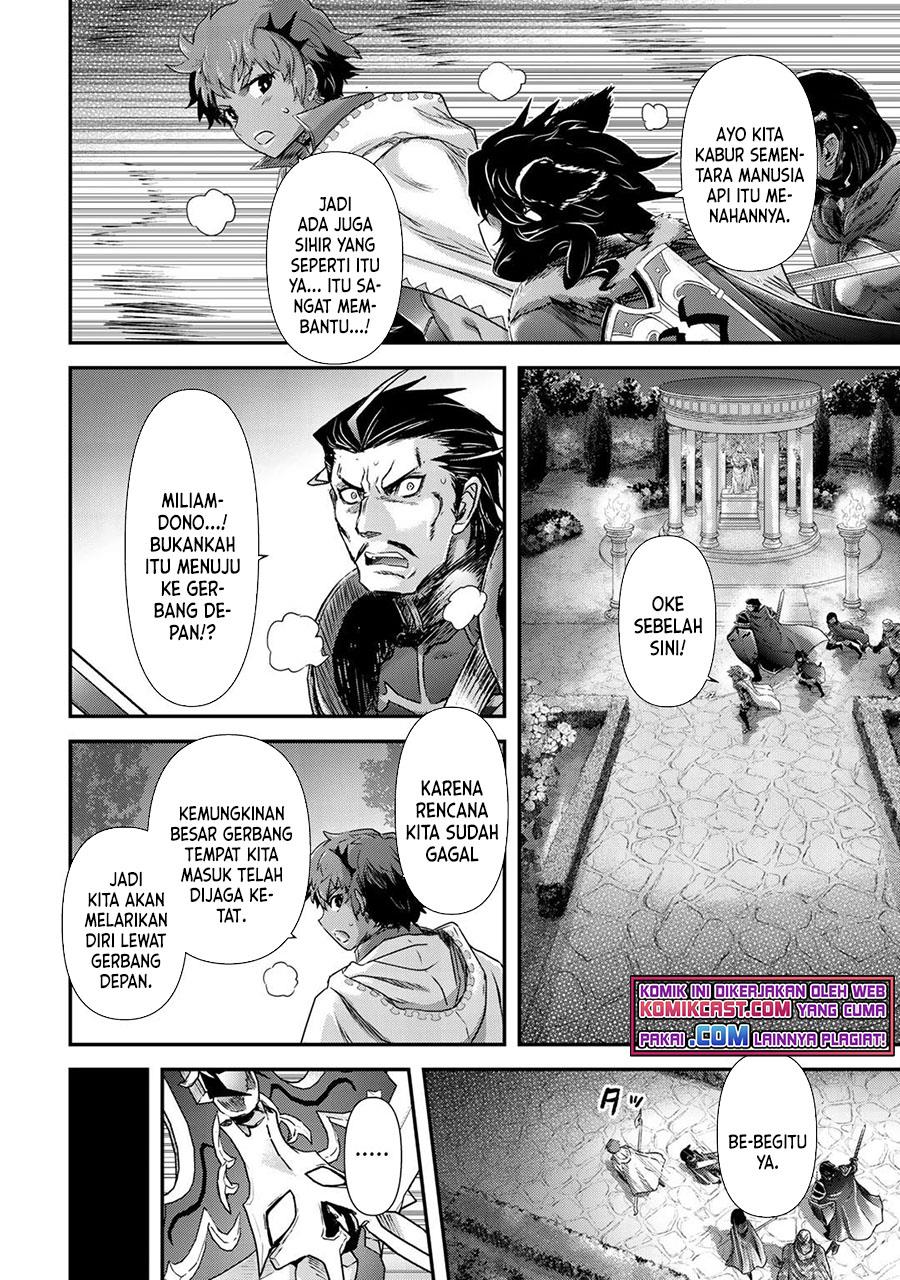 AYO KITA
KABUR SEMEN-
TARA MANUSIA
API ITU ME-
NAHANNYA.
JADI
ADA JUGA
SIHIR YANG
SEPERTI ITU
YA... ITU SA-
NGAT MEM-
BANTU...!
OKE
SEBELAH
SINI!
MILIAM-
DONO...!
BUKANKAH
ITU MENUJU
KE GER-
BANG DE-
PAN!?
KARENA
RENCANA
KITA SUDAH
GAGAL
KEMUNGKINAN
BESAR GERBANG
TEMPAT KITA
MASUK TELAH
DIJAGA KE-
TAT.
JADI
KITA AKAN
MELARIKAN
DIRI LEWAT
GERBANG
DEPAN.
KOMIK INI DIKERJAKAN OLEH WEB
KOMIKCAST.COM YANG CUMA
PAKAI .COM LAINNYA PLAGIAT!
BE-BEGITU
YA.
タッ
.....